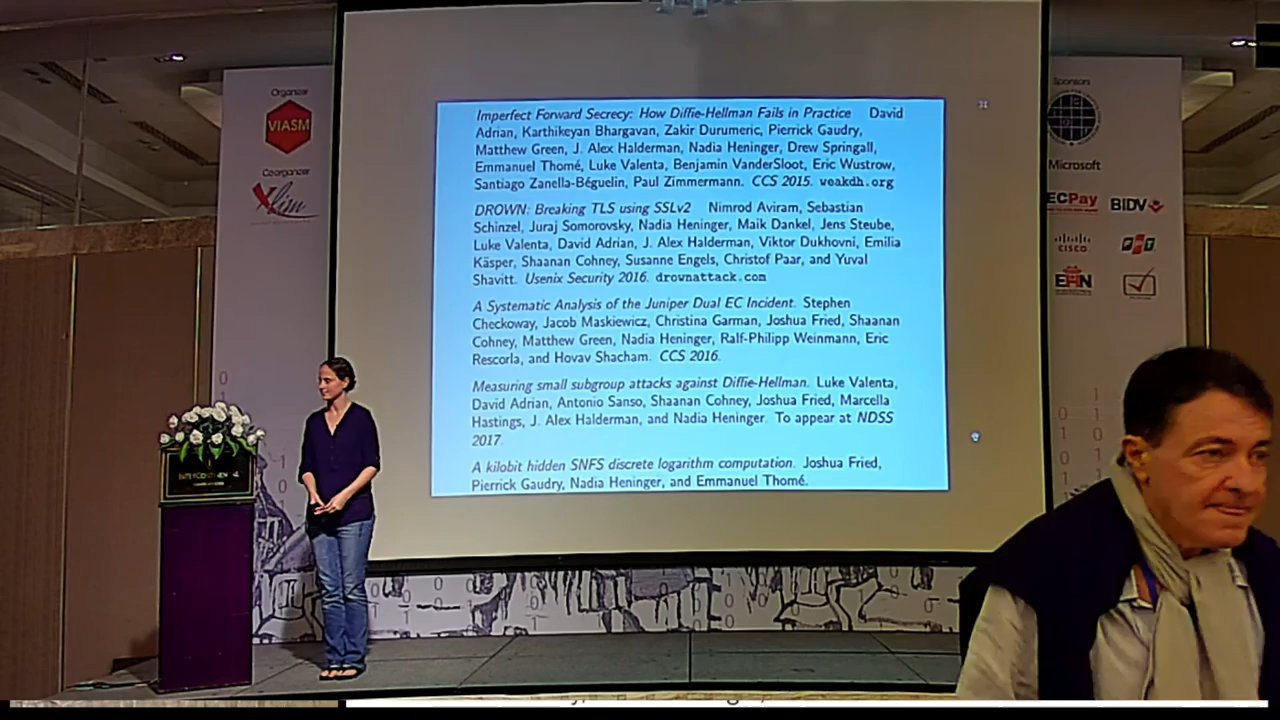 Organizer
VIASM
Co-organizer
Xlim
Imperfect Forward Secrecy: How Diffie-Hellman Fails in Practice David
Adrian, Karthikeyan Bhargavan, Zakir Durumeric, Pierrick Gaudry,
Matthew Green, J. Alex Halderman, Nadia Heninger, Drew Springall,
Emmanuel Thomé, Luke Valenta, Benjamin VanderSloot, Eric Wustrow,
Santiago Zanella-Béguelin, Paul Zimmermann. CCS 2015. weakdh.org
DROWN: Breaking TLS using SSLv2 Nimrod Aviram, Sebastian
Schinzel, Juraj Somorovsky, Nadia Heninger, Maik Dankel, Jens Steube,
Luke Valenta, David Adrian, J. Alex Halderman, Viktor Dukhovni, Emilia
Käsper, Shaanan Cohney, Susanne Engels, Christof Paar, and Yuval
Shavitt. Usenix Security 2016. drownattack.com
A Systematic Analysis of the Juniper Dual EC Incident. Stephen
Checkoway, Jacob Maskiewicz, Christina Garman, Joshua Fried, Shaanan
Cohney, Matthew Green, Nadia Heninger, Ralf-Philipp Weinmann, Eric
Rescorla, and Hovav Shacham. CCS 2016.
Measuring small subgroup attacks against Diffie-Hellman. Luke Valenta,
David Adrian, Antonio Sanso, Shaanan Cohney, Joshua Fried, Marcella
Hastings, J. Alex Halderman, and Nadia Heninger. To appear at NDSS
2017.
A kilobit hidden SNFS discrete logarithm computation. Joshua Fried,
Pierrick Gaudry, Nadia Heninger, and Emmanuel Thomé.
Sponsors
Microsoft
ECPay BIDV
CISCO FPT
INTERCONTINENTAL